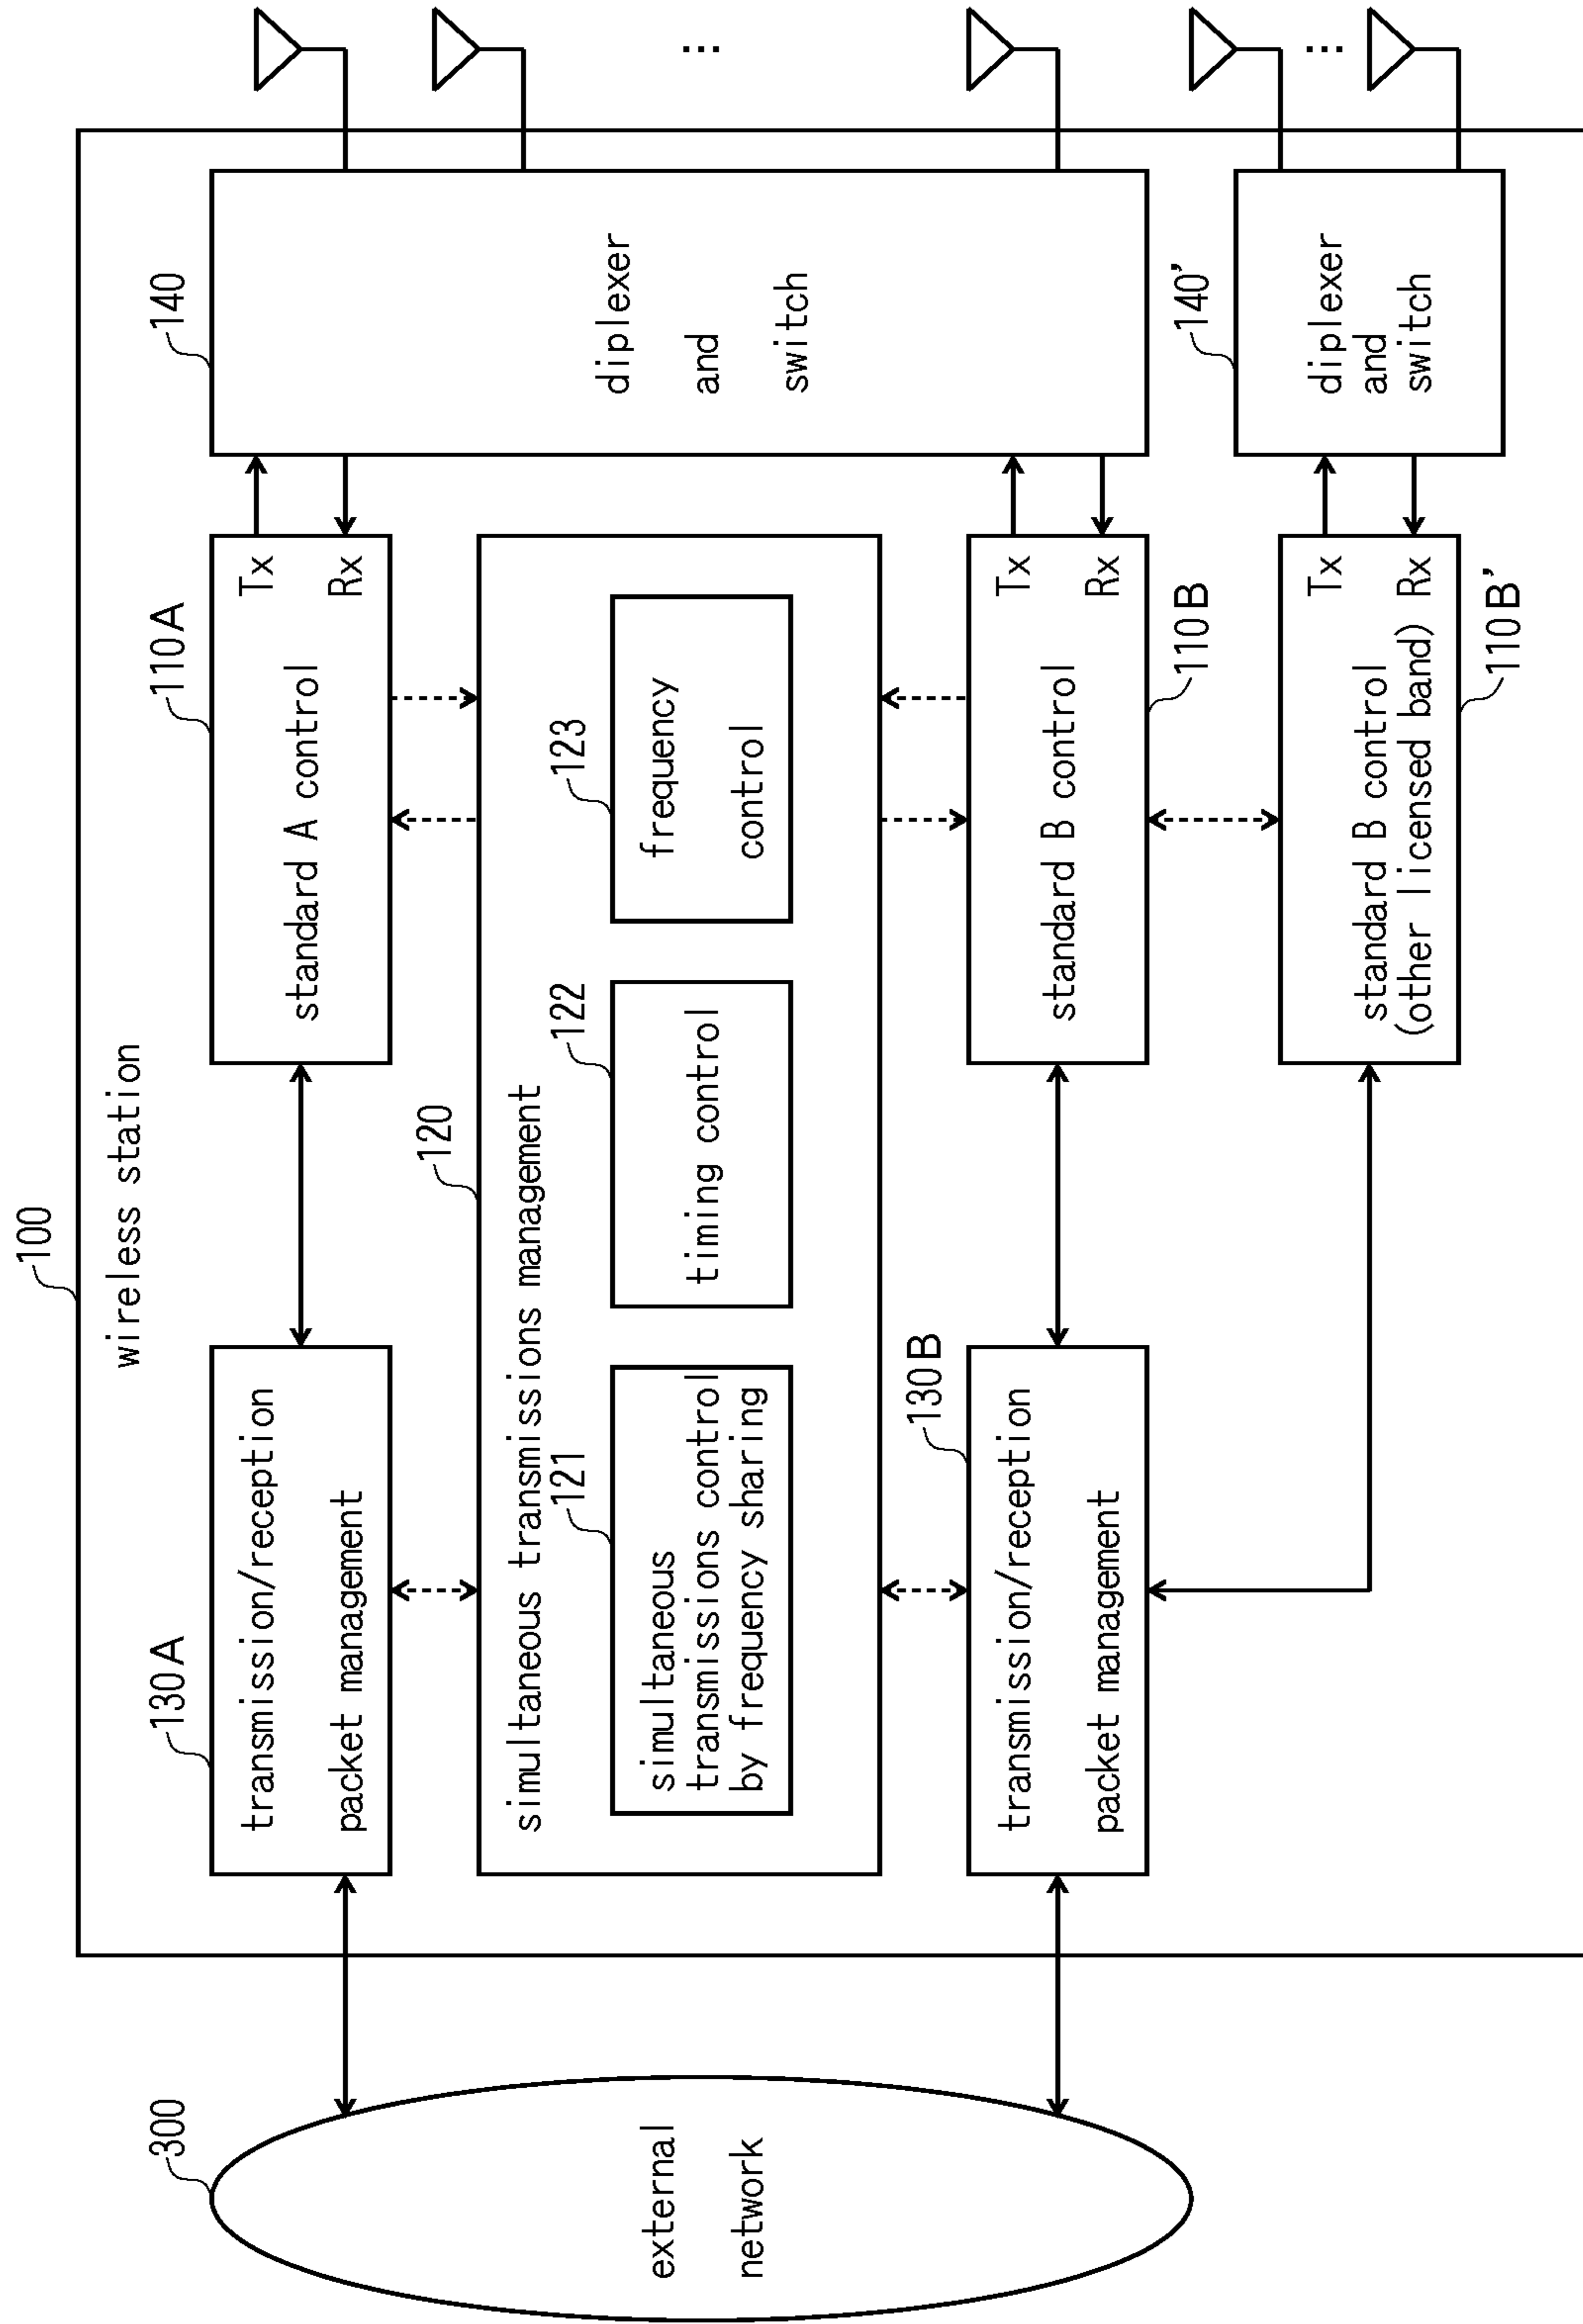 100
wireless station
300
external
network
130A
transmission/reception
packet management
110A
standard A control
Tx
Rx
140
diplexer
and
switch
...
120
simultaneous transmissions management
121
simultaneous
transmissions control
by frequency sharing
122
timing control
123
frequency
control
130B
transmission/reception
packet management
110B
standard B control
Tx
Rx
110B'
standard B control
(other licensed band)
Tx
Rx
140'
diplexer
and
switch
...